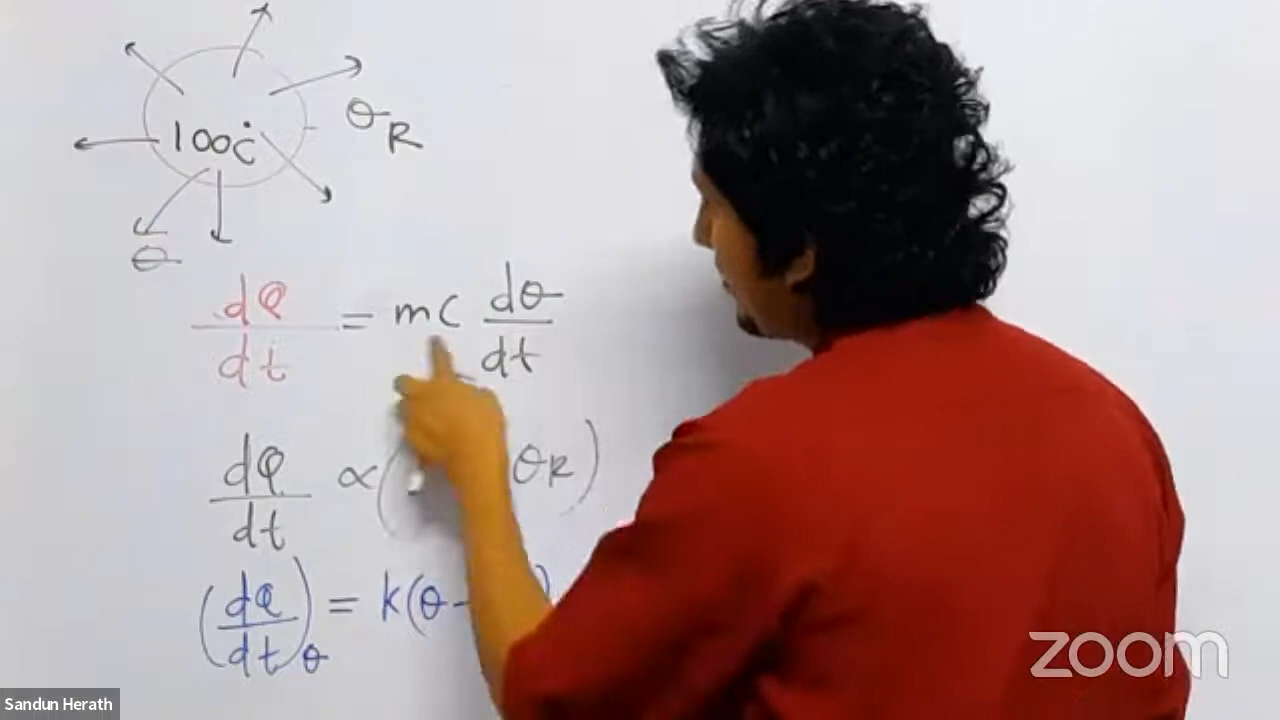 100°C
θR
θ
dQ/dt = mc dθ/dt
dQ/dt ∝ ( θR)
(dQ/dt)θ = k(θ- )
zoom
Sandun Herath